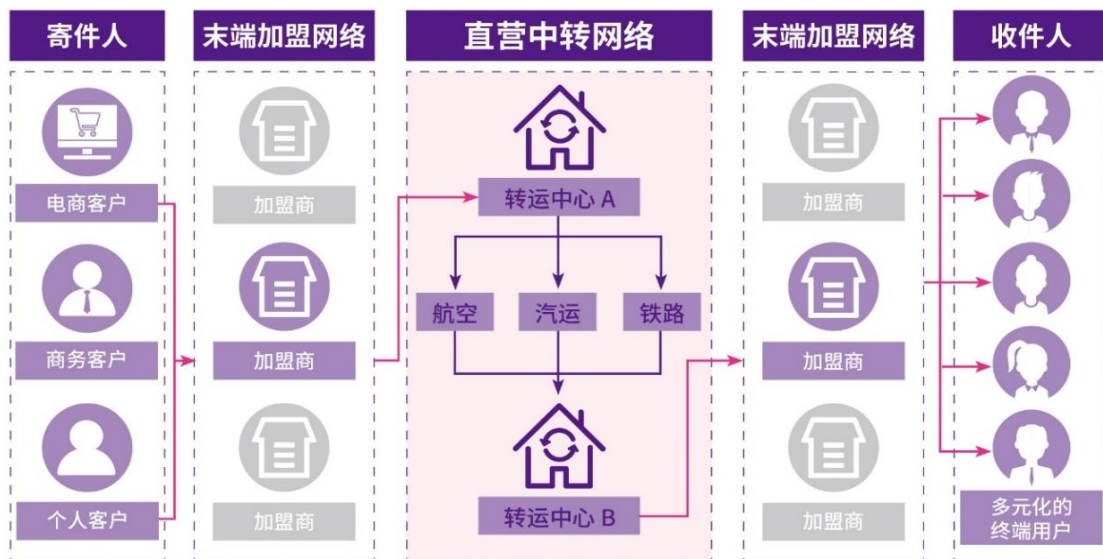 寄件人
末端加盟网络
直营中转网络
末端加盟网络
收件人
电商客户
商务客户
个人客户
加盟商
加盟商
加盟商
转运中心 A
航空
汽运
铁路
转运中心 B
加盟商
加盟商
加盟商
多元化的
终端用户